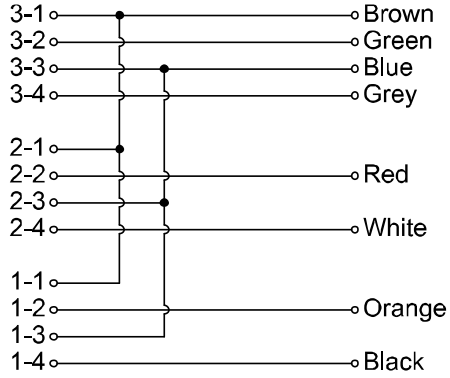 3-1 Brown
3-2 Green
3-3 Blue
3-4 Grey
2-1
2-2 Red
2-3
2-4 White
1-1
1-2 Orange
1-3
1-4 Black